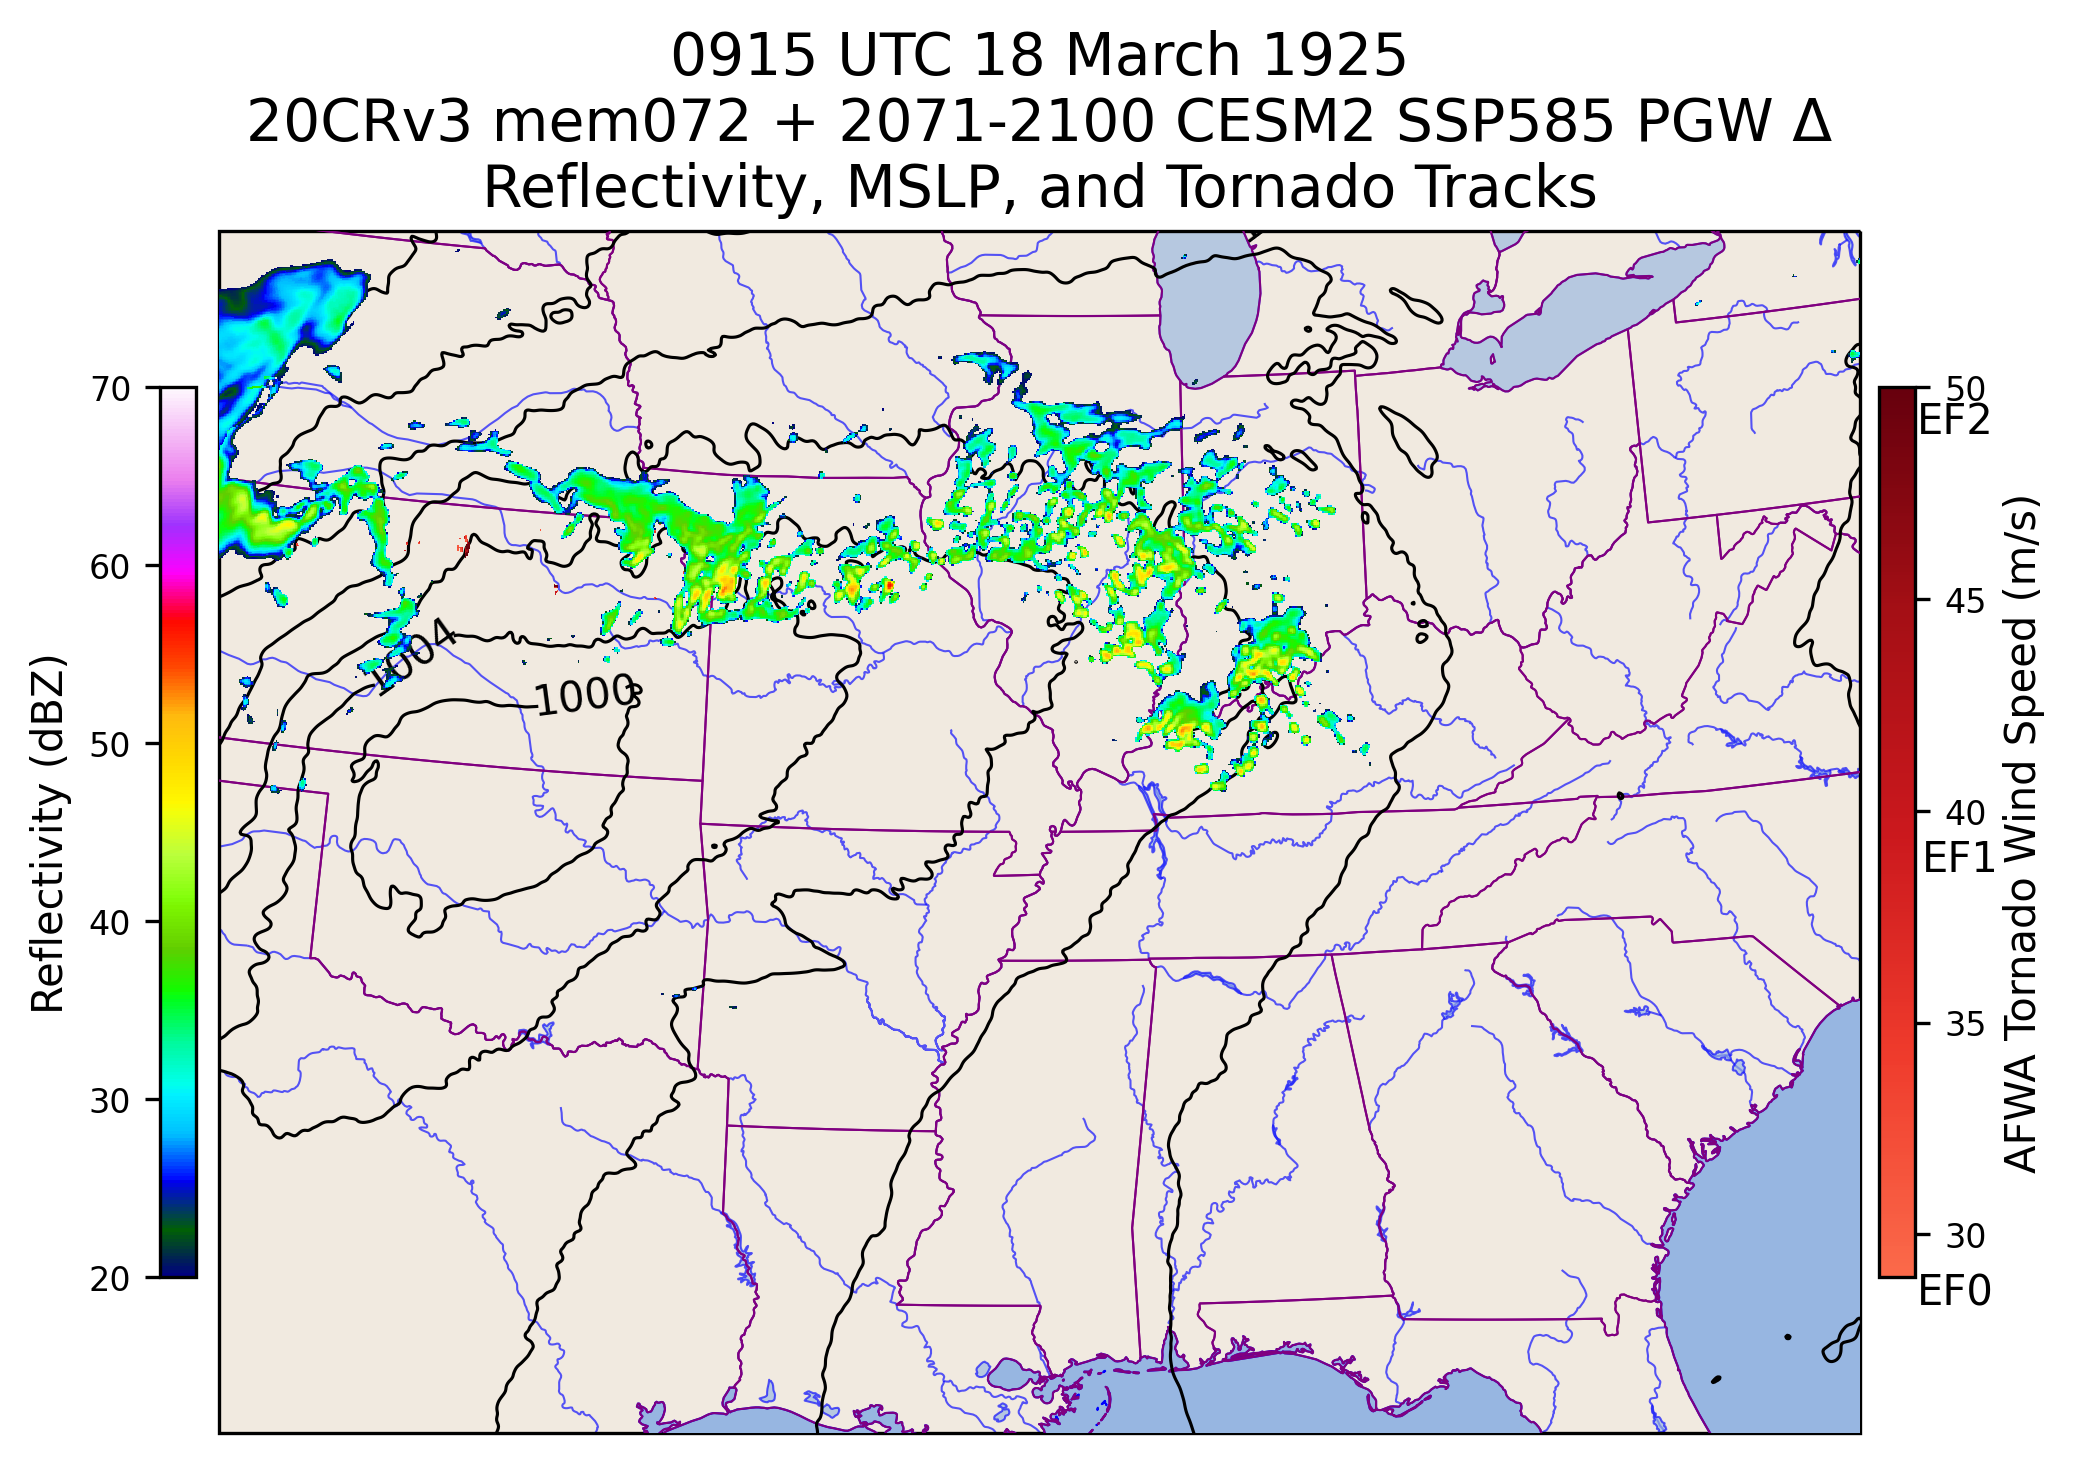 0915 UTC 18 March 1925
20CRv3 mem072 + 2071-2100 CESM2 SSP585 PGW Δ
Reflectivity, MSLP, and Tornado Tracks
70
60
50
40
30
20
Reflectivity (dBZ)
1004
1000
50
EF2
45
40
EF1
35
30
EF0
AFWA Tornado Wind Speed (m/s)